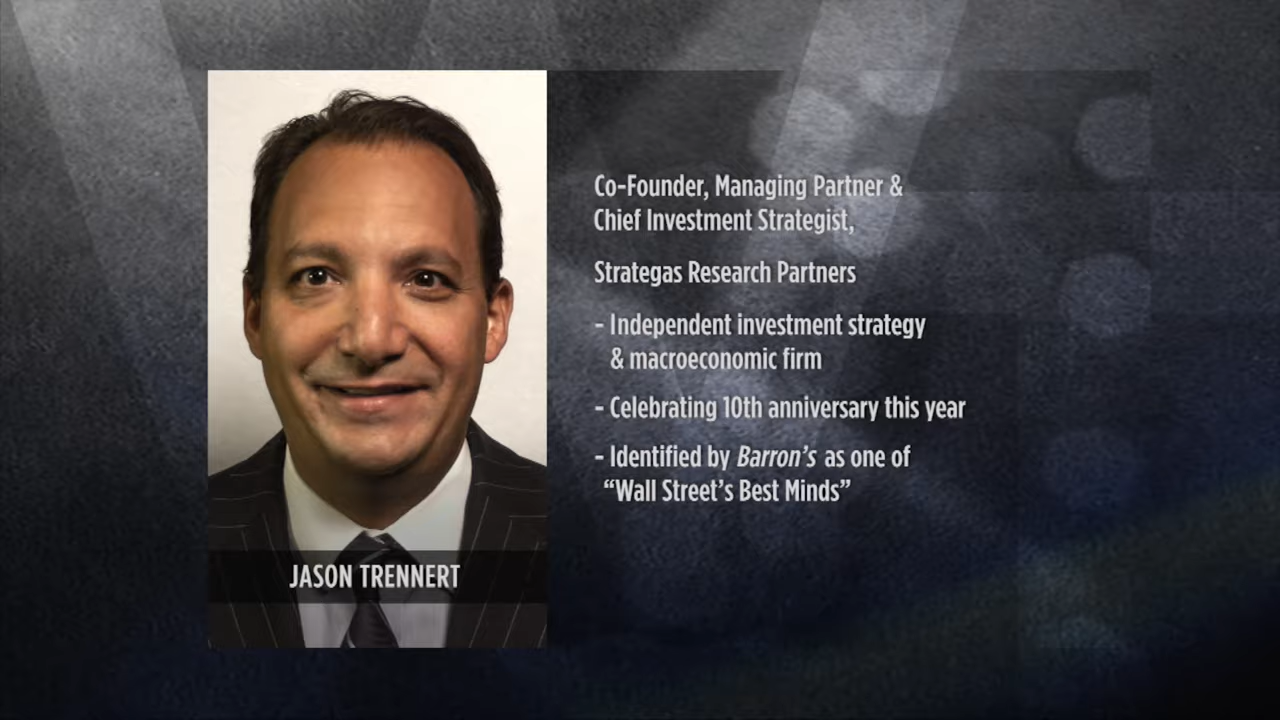 Co-Founder, Managing Partner &
Chief Investment Strategist,
Strategas Research Partners
- Independent investment strategy
& macroeconomic firm
- Celebrating 10th anniversary this year
- Identified by Barron's as one of
“Wall Street's Best Minds”
JASON TRENNERT